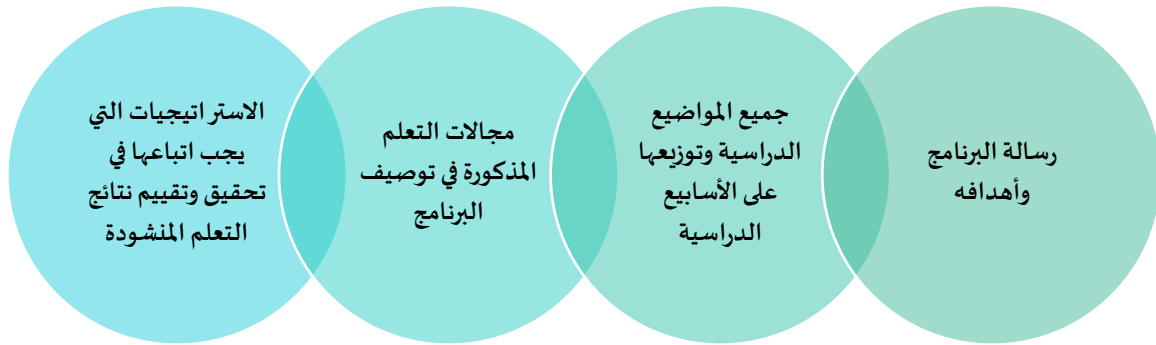 رسالة البرنامج
وأهدافه
جميع المواضيع
الدراسية وتوزيعها
على الأسابيع
الدراسية
مجالات التعلم
المذكورة في توصيف
البرنامج
الاستراتيجيات التي
يجب اتباعها في
تحقيق وتقييم نتائج
التعلم المنشودة